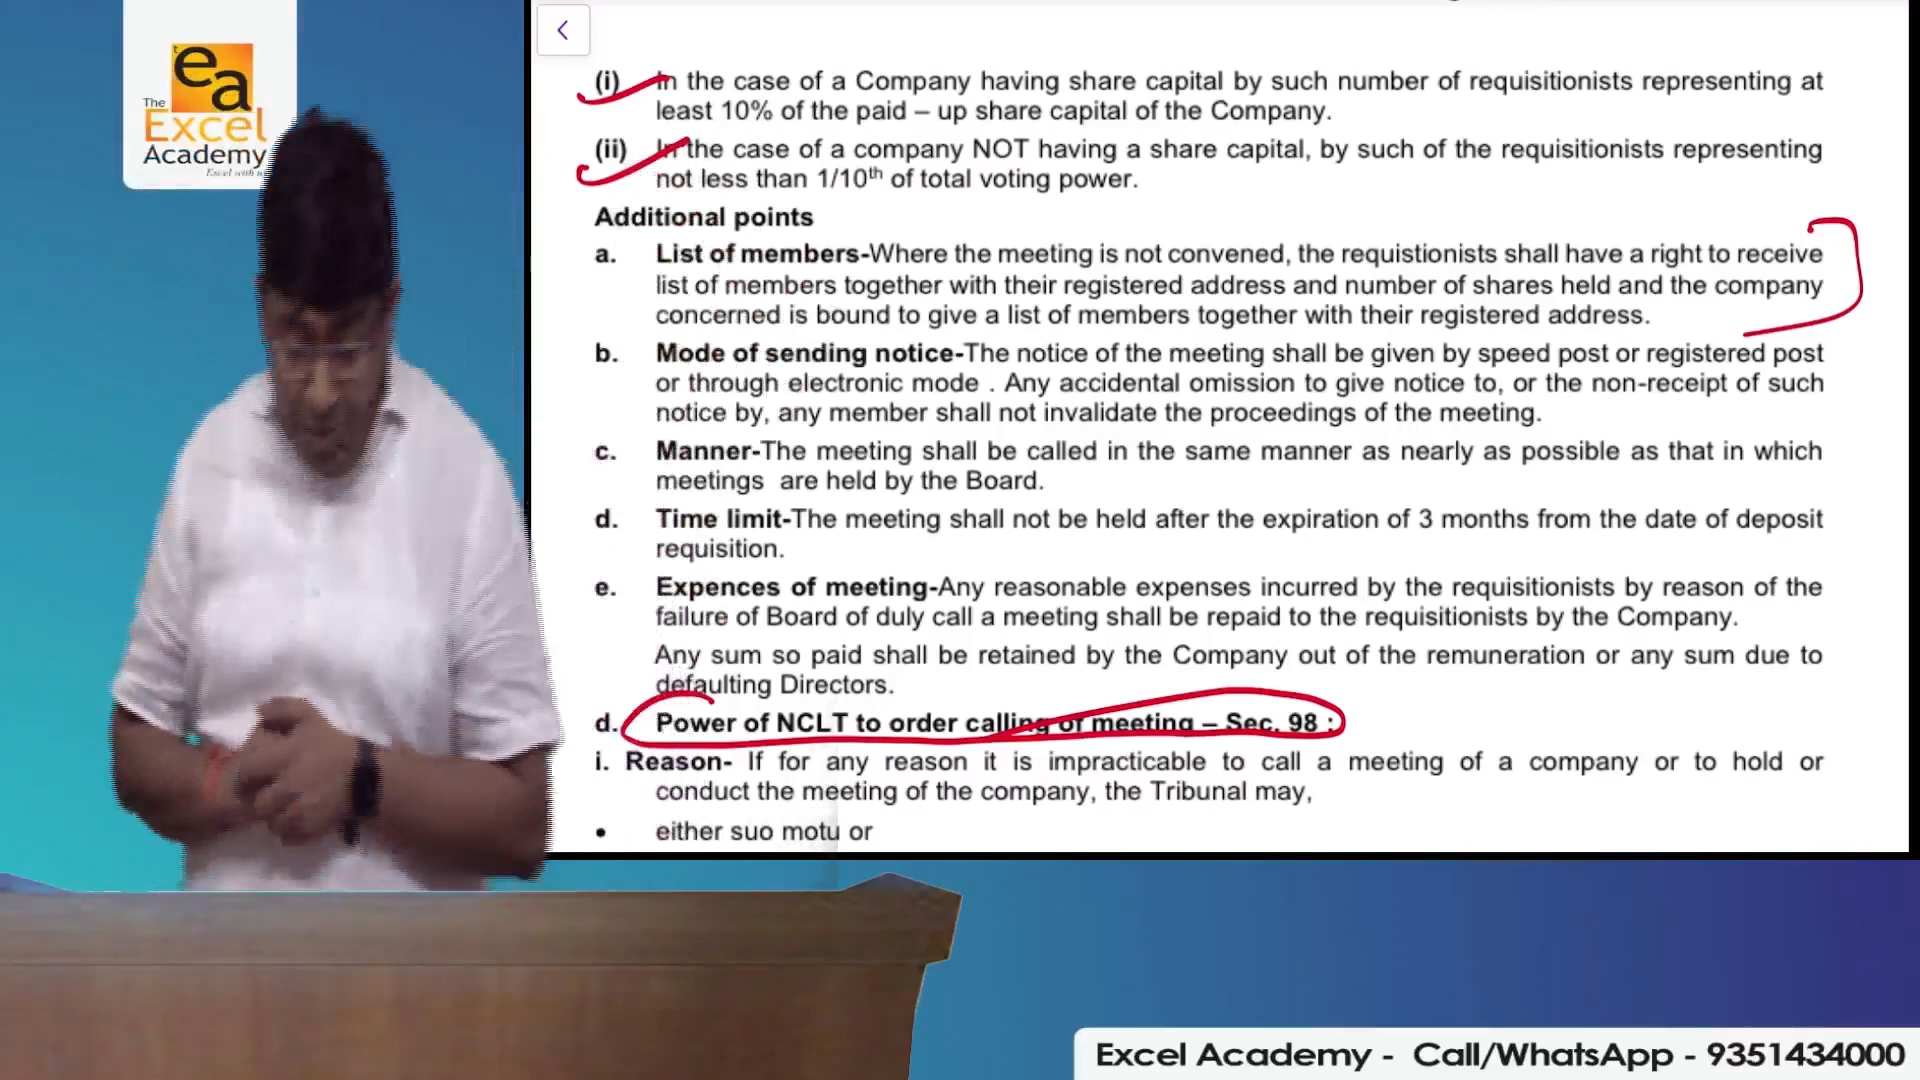 ea
The
Excel
Academy
Excel with
(i) In the case of a Company having share capital by such number of requisitionists representing at
least 10% of the paid – up share capital of the Company.
(ii) In the case of a company NOT having a share capital, by such of the requisitionists representing
not less than 1/10th of total voting power.
Additional points
a. List of members-Where the meeting is not convened, the requistionists shall have a right to receive
list of members together with their registered address and number of shares held and the company
concerned is bound to give a list of members together with their registered address.
b. Mode of sending notice-The notice of the meeting shall be given by speed post or registered post
or through electronic mode . Any accidental omission to give notice to, or the non-receipt of such
notice by, any member shall not invalidate the proceedings of the meeting.
c. Manner-The meeting shall be called in the same manner as nearly as possible as that in which
meetings are held by the Board.
d. Time limit-The meeting shall not be held after the expiration of 3 months from the date of deposit
requisition.
e. Expences of meeting-Any reasonable expenses incurred by the requisitionists by reason of the
failure of Board of duly call a meeting shall be repaid to the requisitionists by the Company.
Any sum so paid shall be retained by the Company out of the remuneration or any sum due to
defaulting Directors.
d. Power of NCLT to order calling of meeting – Sec. 98 :
i. Reason- If for any reason it is impracticable to call a meeting of a company or to hold or
conduct the meeting of the company, the Tribunal may,
• either suo motu or
Excel Academy - Call/WhatsApp - 9351434000